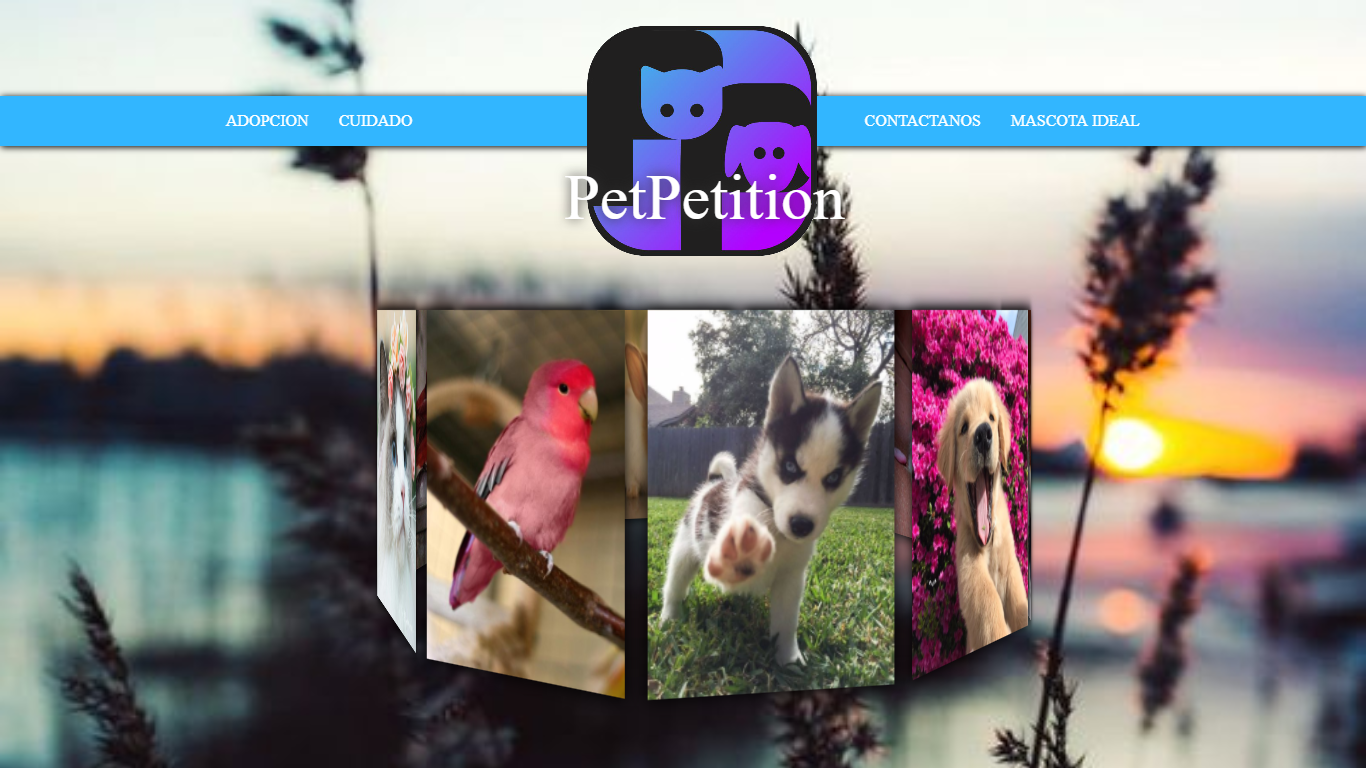 ADOPCION CUIDADO CONTACTANOS MASCOTA IDEAL
PetPetition